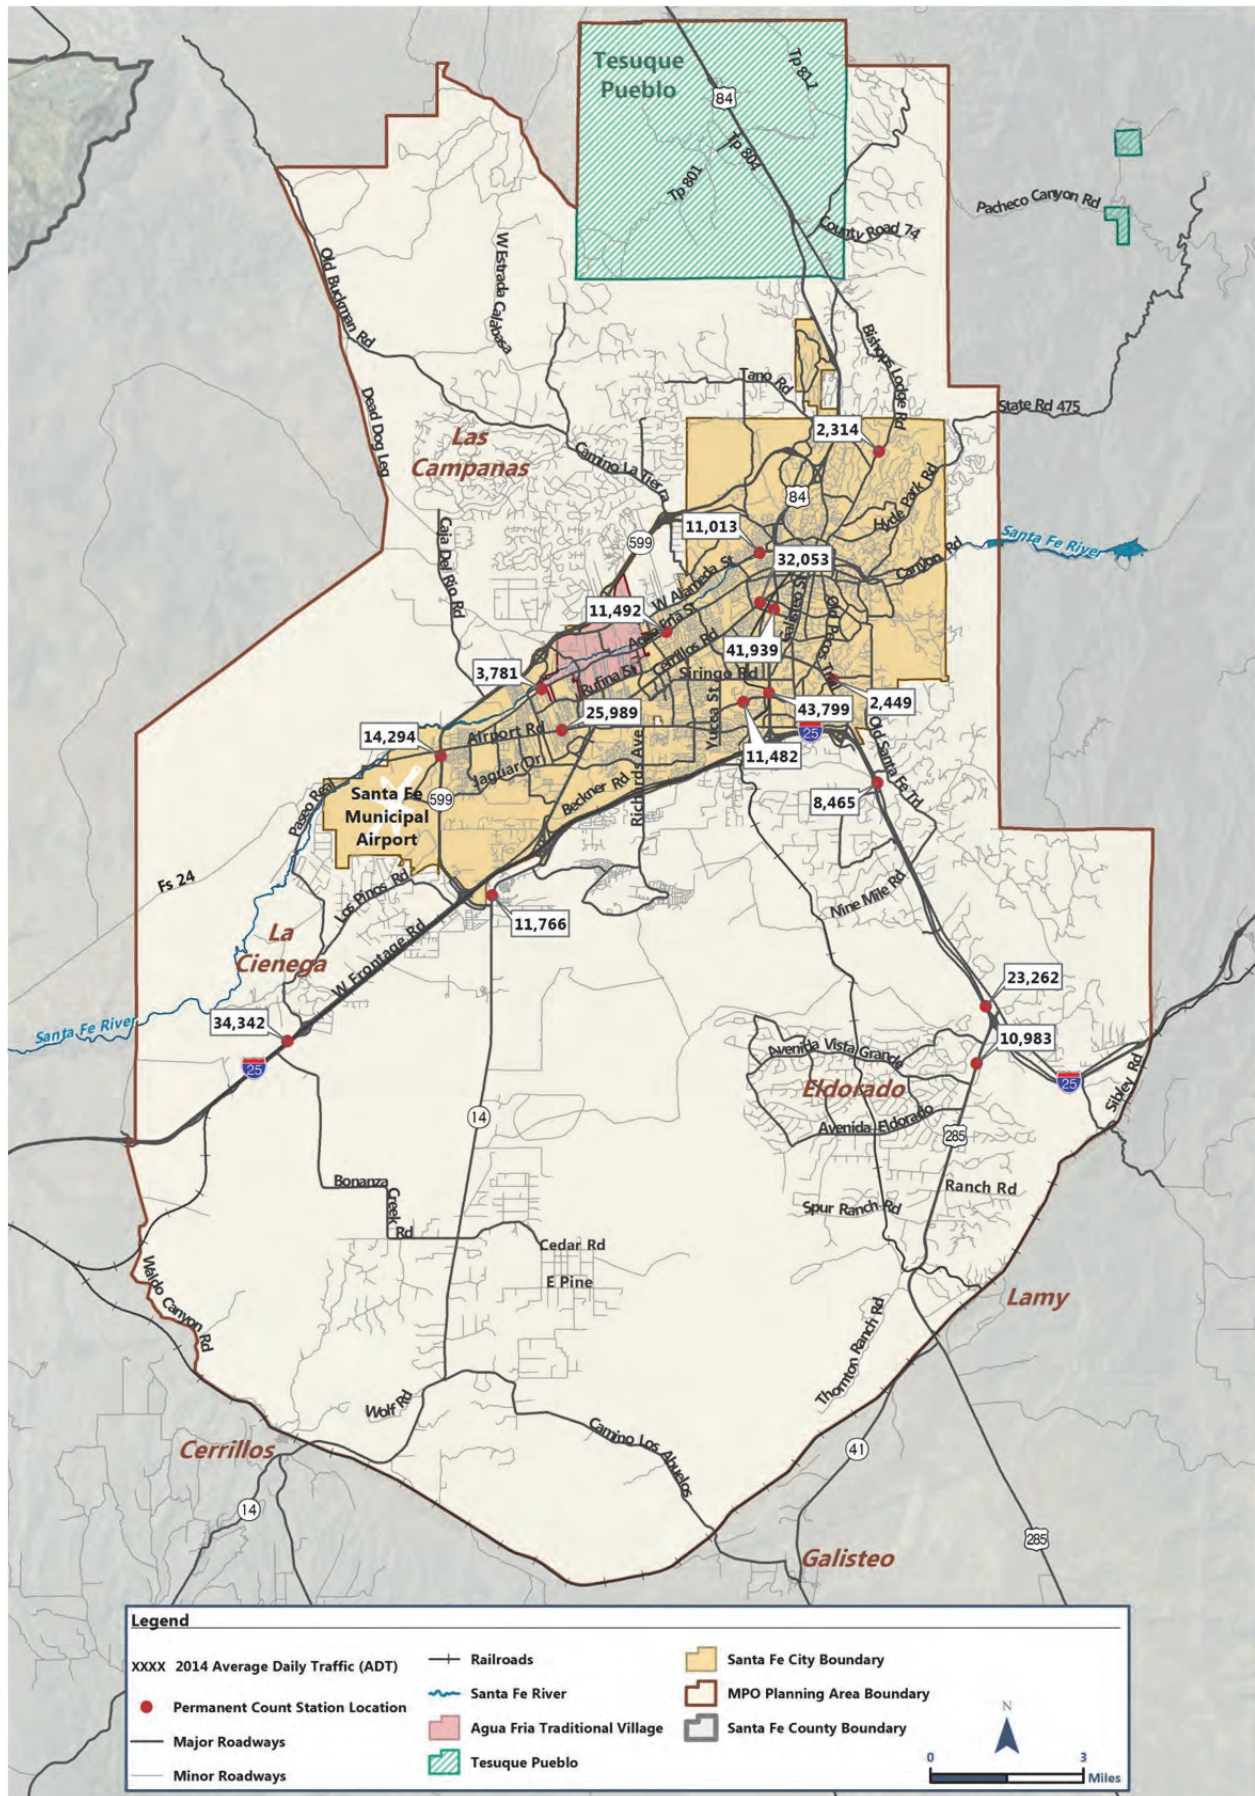 Tesuque
Pueblo
Tp 811
84
Tp 804
Tp 801
Pacheco Canyon Rd
County Road 74
Old Buckman Rd
W Estrada Calabasa
Bishops Lodge Rd
Tano Rd
State Rd 475
Dead Dog Leg
2,314
Las
Campanas
Camino La Tierra
84
Hyde Park Rd
Caja Del Rio Rd
599
11,013
32,053
Santa Fe River
Canyon Rd
W Alameda St
11,492
Agua Fria St
Galisteo St
Old Pecos Trail
41,939
Cerrillos Rd
Siringo Rd
3,781
Rufina St
25,989
Yucca St
43,799
2,449
14,294
Airport Rd
25
11,482
Old Santa Fe Trl
Jaguar Dr
Richards Ave
Beckner Rd
8,465
Paseo Real
Santa Fe
Municipal
Airport
599
Fs 24
Los Pinos Rd
Nine Mile Rd
11,766
La
Cienega
W Frontage Rd
23,262
34,342
Santa Fe River
10,983
Avenida Vista Grande
25
25
Eldorado
Sibley Rd
14
Avenida Eldorado
285
Bonanza
Creek
Rd
Ranch Rd
Spur Ranch Rd
Cedar Rd
E Pine
Waldo Canyon Rd
Lamy
Thornton Ranch Rd
Wolf Rd
Camino Los Abuelos
Cerrillos
41
14
285
Galisteo
Legend
XXXX 2014 Average Daily Traffic (ADT)
Permanent Count Station Location
Major Roadways
Minor Roadways
Railroads
Santa Fe River
Agua Fria Traditional Village
Tesuque Pueblo
Santa Fe City Boundary
MPO Planning Area Boundary
Santa Fe County Boundary
N
0 3
Miles